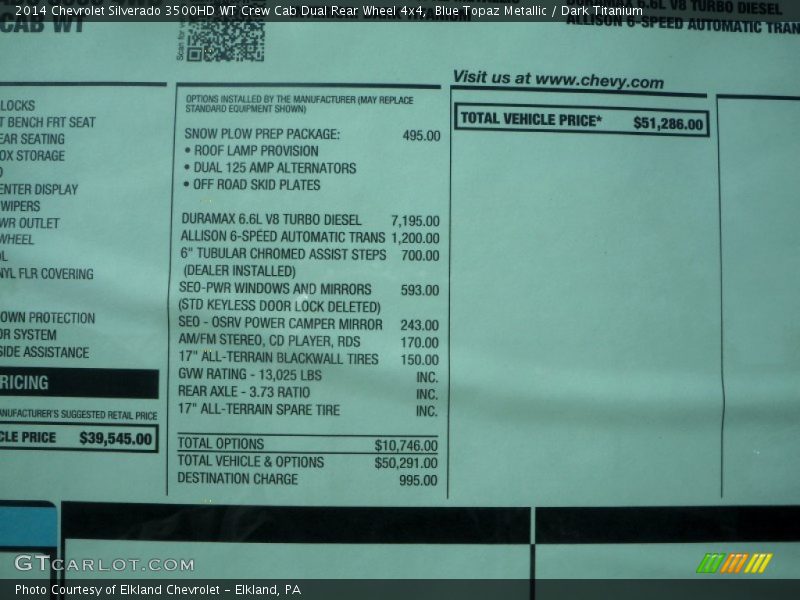 2014 Chevrolet Silverado 3500HD WT Crew Cab Dual Rear Wheel 4x4, Blue Topaz Metallic / Dark Titanium
CAB WT
6.6L V8 TURBO DIESEL
ALLISON 6-SPEED AUTOMATIC TRAN
Scan for
LOCKS
T BENCH FRT SEAT
EAR SEATING
OX STORAGE
ENTER DISPLAY
WIPERS
WR OUTLET
WHEEL
NYL FLR COVERING
OWN PROTECTION
OR SYSTEM
SIDE ASSISTANCE
RICING
ANUFACTURER'S SUGGESTED RETAIL PRICE
CLE PRICE $39,545.00
OPTIONS INSTALLED BY THE MANUFACTURER (MAY REPLACE
STANDARD EQUIPMENT SHOWN)
SNOW PLOW PREP PACKAGE: 495.00
• ROOF LAMP PROVISION
• DUAL 125 AMP ALTERNATORS
• OFF ROAD SKID PLATES
DURAMAX 6.6L V8 TURBO DIESEL 7,195.00
ALLISON 6-SPEED AUTOMATIC TRANS 1,200.00
6" TUBULAR CHROMED ASSIST STEPS 700.00
(DEALER INSTALLED)
SEO-PWR WINDOWS AND MIRRORS 593.00
(STD KEYLESS DOOR LOCK DELETED)
SEO - OSRV POWER CAMPER MIRROR 243.00
AM/FM STEREO, CD PLAYER, RDS 170.00
17" ALL-TERRAIN BLACKWALL TIRES 150.00
GVW RATING - 13,025 LBS INC.
REAR AXLE - 3.73 RATIO INC.
17" ALL-TERRAIN SPARE TIRE INC.
TOTAL OPTIONS $10,746.00
TOTAL VEHICLE & OPTIONS $50,291.00
DESTINATION CHARGE 995.00
Visit us at www.chevy.com
TOTAL VEHICLE PRICE* $51,286.00
GTCARLOT.COM
Photo Courtesy of Elkland Chevrolet - Elkland, PA